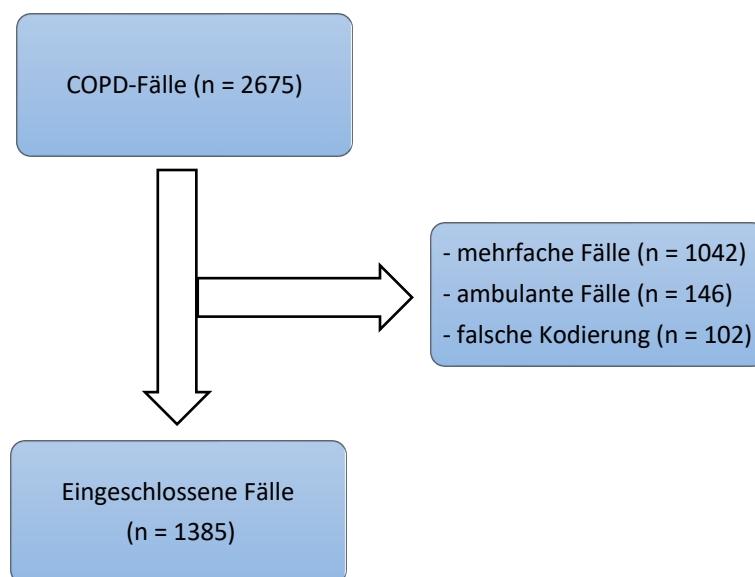 COPD-Fälle (n = 2675)
- mehrfache Fälle (n = 1042)
- ambulante Fälle (n = 146)
- falsche Kodierung (n = 102)
Eingeschlossene Fälle
(n = 1385)